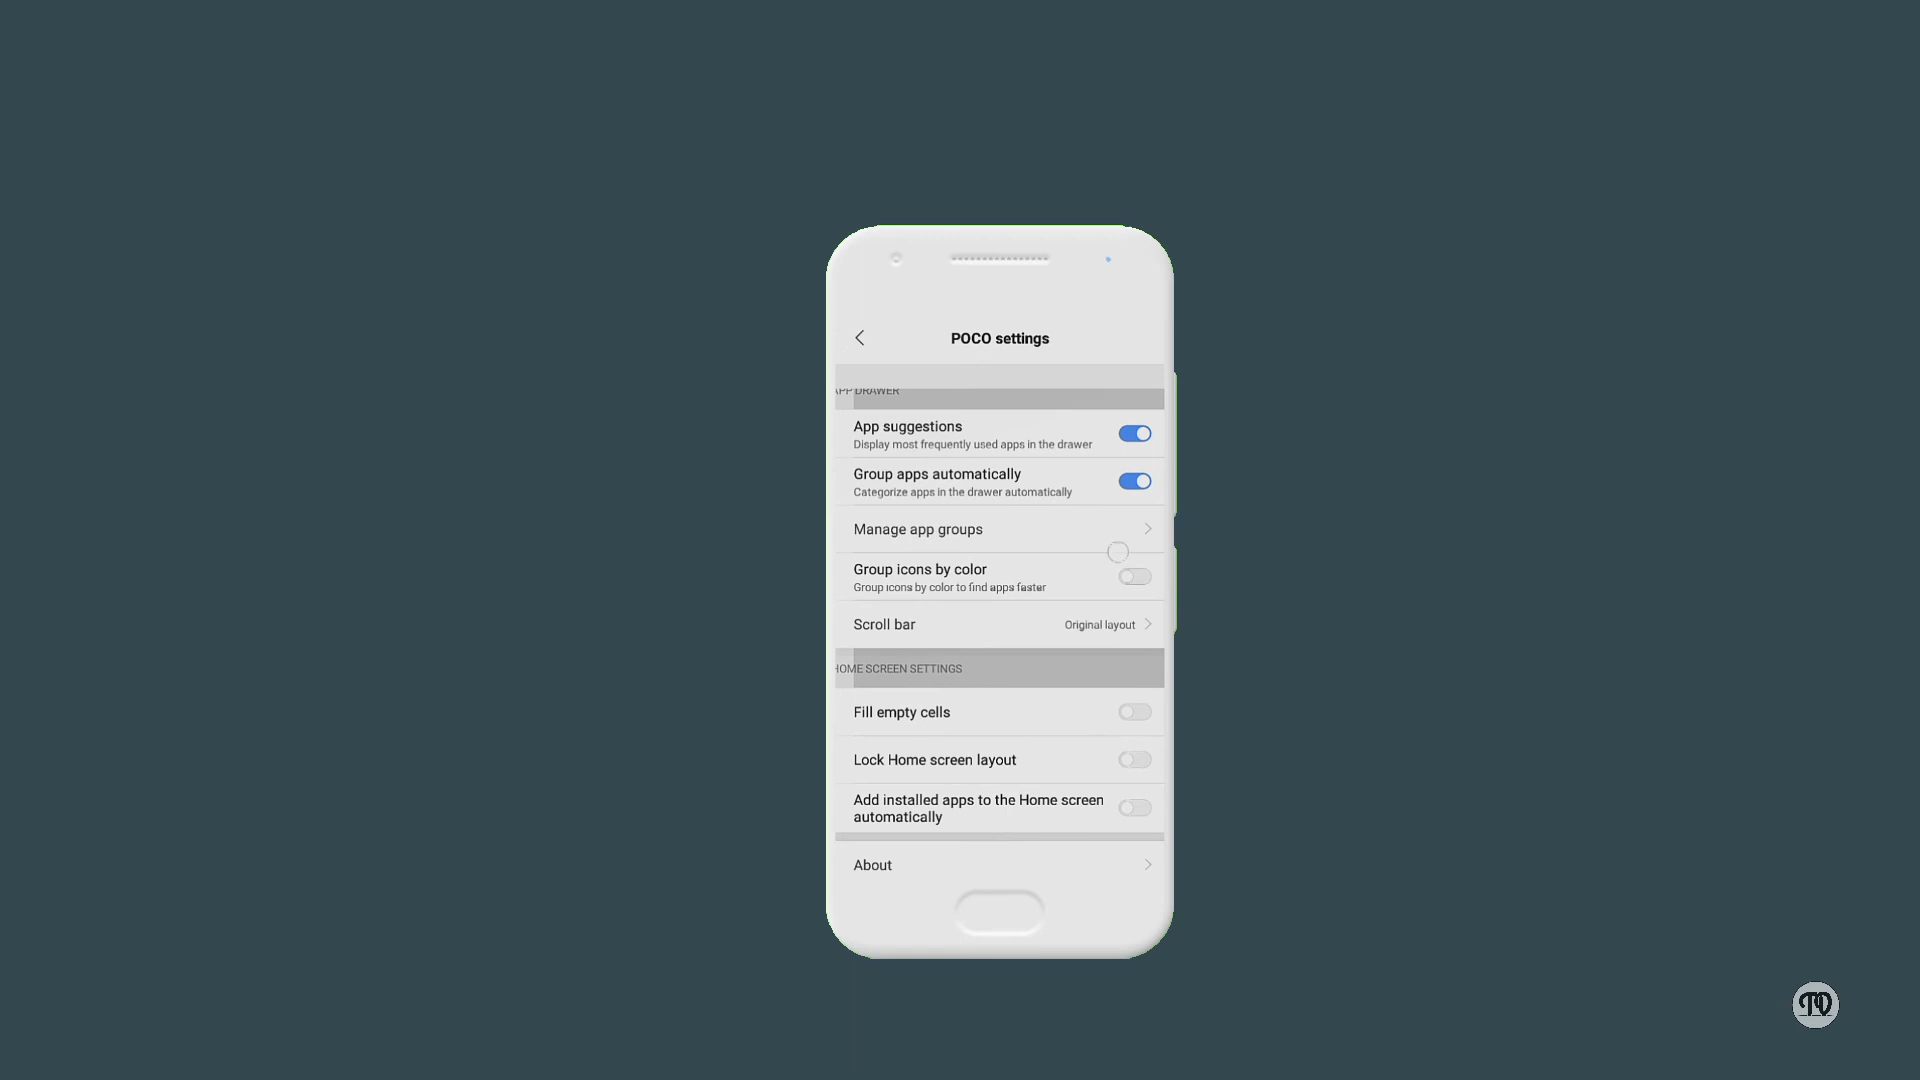 POCO settings
APP DRAWER
App suggestions
Display most frequently used apps in the drawer
Group apps automatically
Categorize apps in the drawer automatically
Manage app groups
Group icons by color
Group icons by color to find apps faster
Scroll bar
Original layout
HOME SCREEN SETTINGS
Fill empty cells
Lock Home screen layout
Add installed apps to the Home screen
automatically
About